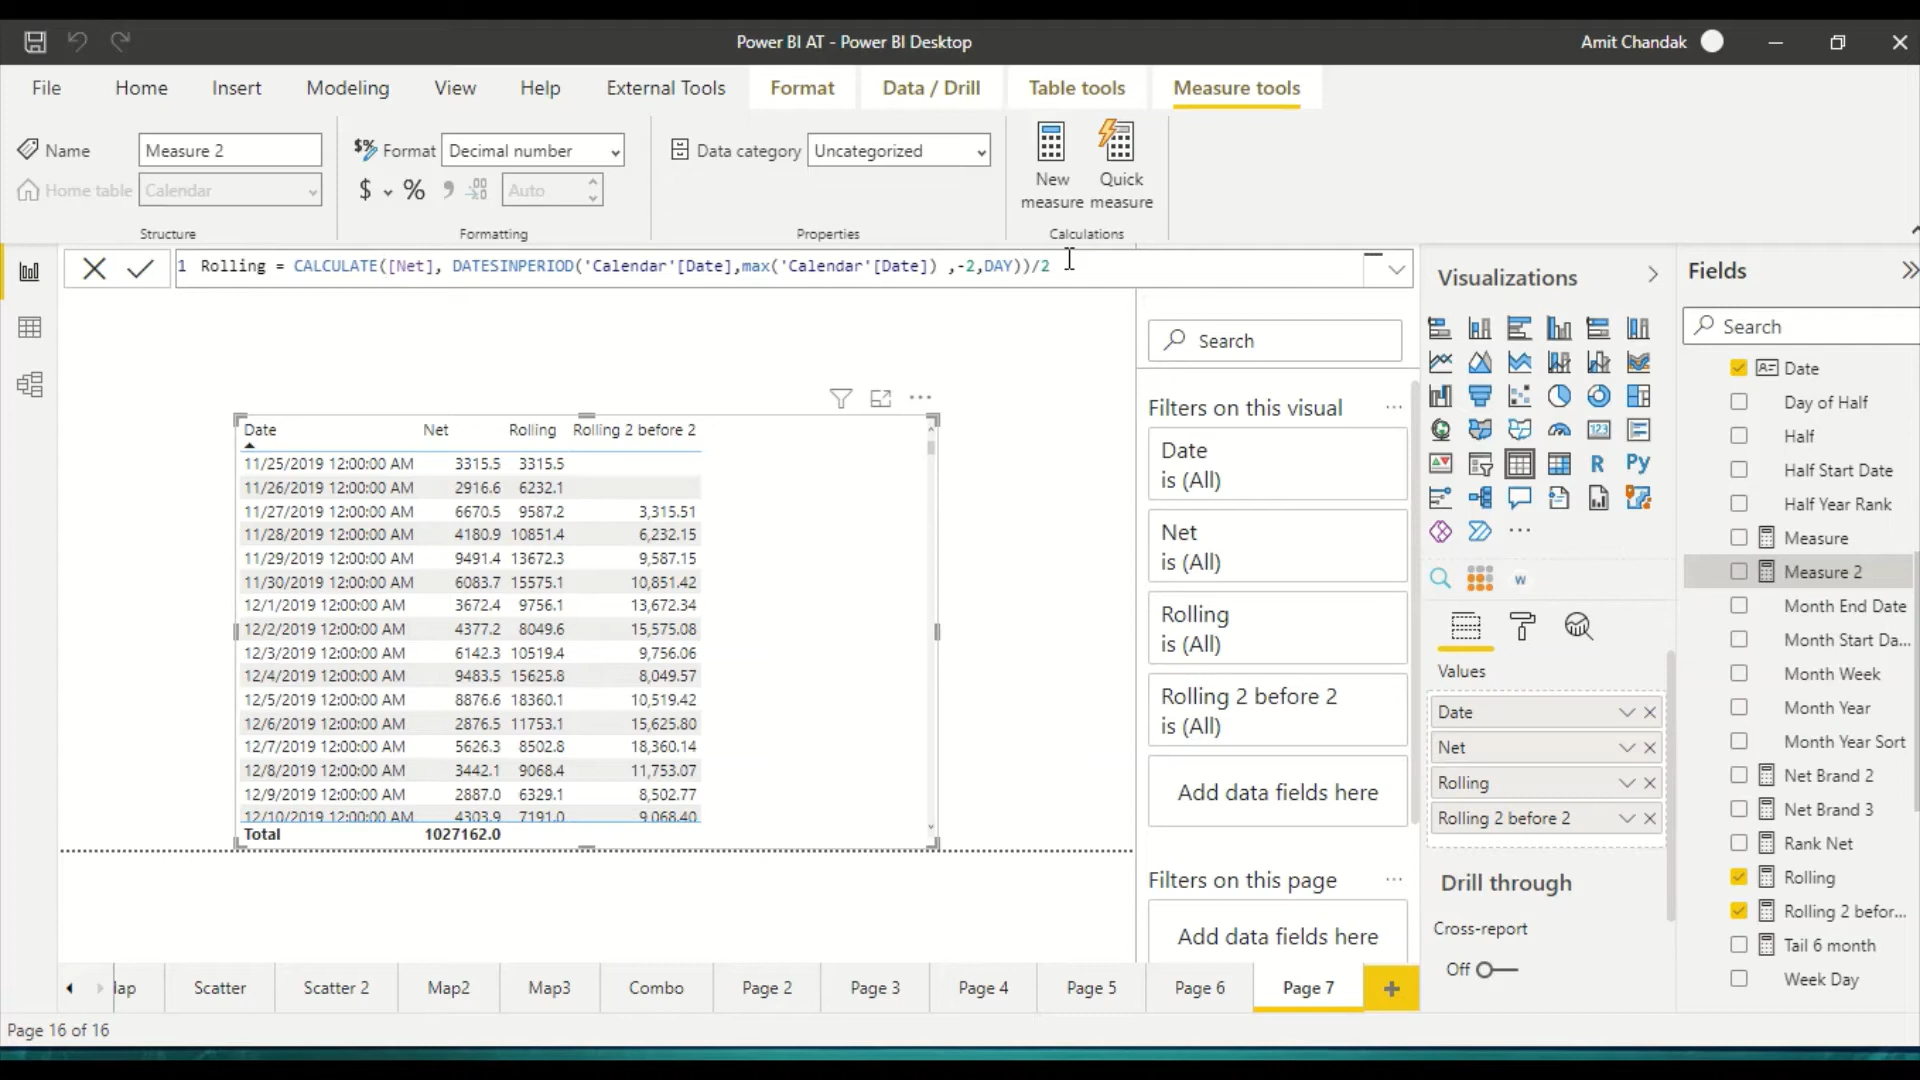 Power BI AT - Power BI Desktop
Amit Chandak
File Home Insert Modeling View Help External Tools Format Data / Drill Table tools Measure tools
Name Measure 2
Home table Calendar
Structure
Format Decimal number
$ % 9 Auto
Formatting
Data category Uncategorized
Properties
New measure
Quick measure
Calculations
1 Rolling = CALCULATE([Net], DATESINPERIOD('Calendar'[Date],max('Calendar'[Date]) ,-2,DAY))/2
Date Net Rolling Rolling 2 before 2
11/25/2019 12:00:00 AM 3315.5 3315.5
11/26/2019 12:00:00 AM 2916.6 6232.1
11/27/2019 12:00:00 AM 6670.5 9587.2 3,315.51
11/28/2019 12:00:00 AM 4180.9 10851.4 6,232.15
11/29/2019 12:00:00 AM 9491.4 13672.3 9,587.15
11/30/2019 12:00:00 AM 6083.7 15575.1 10,851.42
12/1/2019 12:00:00 AM 3672.4 9756.1 13,672.34
12/2/2019 12:00:00 AM 4377.2 8049.6 15,575.08
12/3/2019 12:00:00 AM 6142.3 10519.4 9,756.06
12/4/2019 12:00:00 AM 9483.5 15625.8 8,049.57
12/5/2019 12:00:00 AM 8876.6 18360.1 10,519.42
12/6/2019 12:00:00 AM 2876.5 11753.1 15,625.80
12/7/2019 12:00:00 AM 5626.3 8502.8 18,360.14
12/8/2019 12:00:00 AM 3442.1 9068.4 11,753.07
12/9/2019 12:00:00 AM 2887.0 6329.1 8,502.77
12/10/2019 12:00:00 AM 4303.9 7191.0 9,068.40
Total 1027162.0
Search
Filters on this visual ...
Date
is (All)
Net
is (All)
Rolling
is (All)
Rolling 2 before 2
is (All)
Add data fields here
Filters on this page ...
Add data fields here
Visualizations
123
R Py
...
W
Values
Date
Net
Rolling
Rolling 2 before 2
Drill through
Cross-report
Off
Fields
Search
Date
Day of Half
Half
Half Start Date
Half Year Rank
Measure
Measure 2
Month End Date
Month Start Da...
Month Week
Month Year
Month Year Sort
Net Brand 2
Net Brand 3
Rank Net
Rolling
Rolling 2 befor...
Tail 6 month
Week Day
lap Scatter Scatter 2 Map2 Map3 Combo Page 2 Page 3 Page 4 Page 5 Page 6 Page 7 +
Page 16 of 16